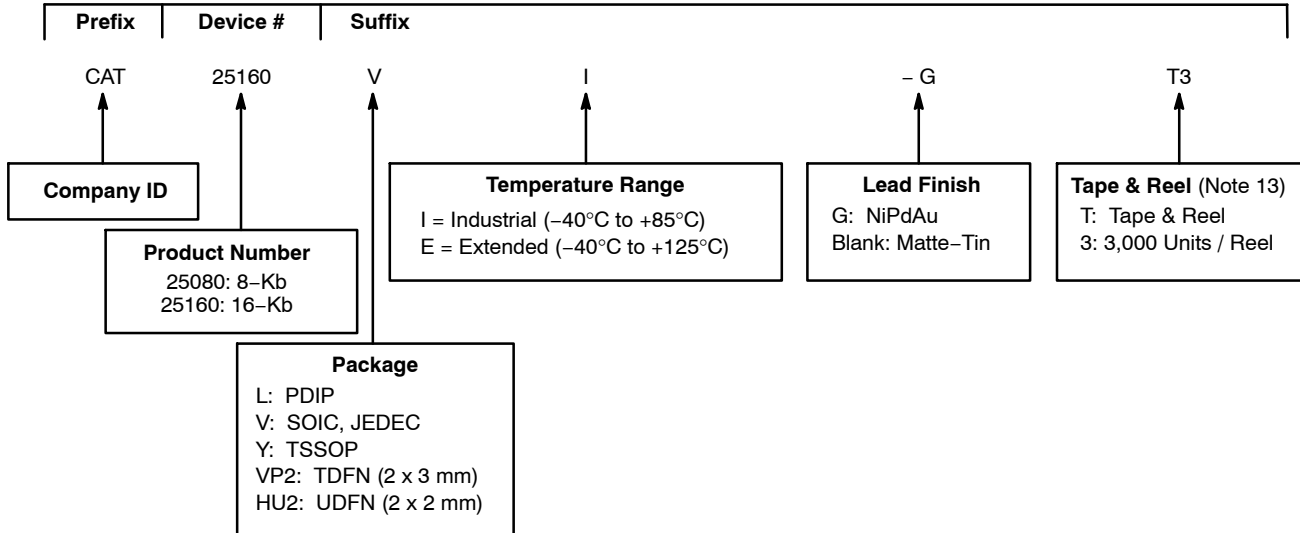 Prefix
Device #
Suffix
CAT
25160
V
I
– G
T3
Company ID
Product Number
25080: 8−Kb
25160: 16−Kb
Package
L: PDIP
V: SOIC, JEDEC
Y: TSSOP
VP2: TDFN (2 x 3 mm)
HU2: UDFN (2 x 2 mm)
Temperature Range
I = Industrial (−40°C to +85°C)
E = Extended (−40°C to +125°C)
Lead Finish
G: NiPdAu
Blank: Matte−Tin
Tape & Reel (Note 13)
T: Tape & Reel
3: 3,000 Units / Reel